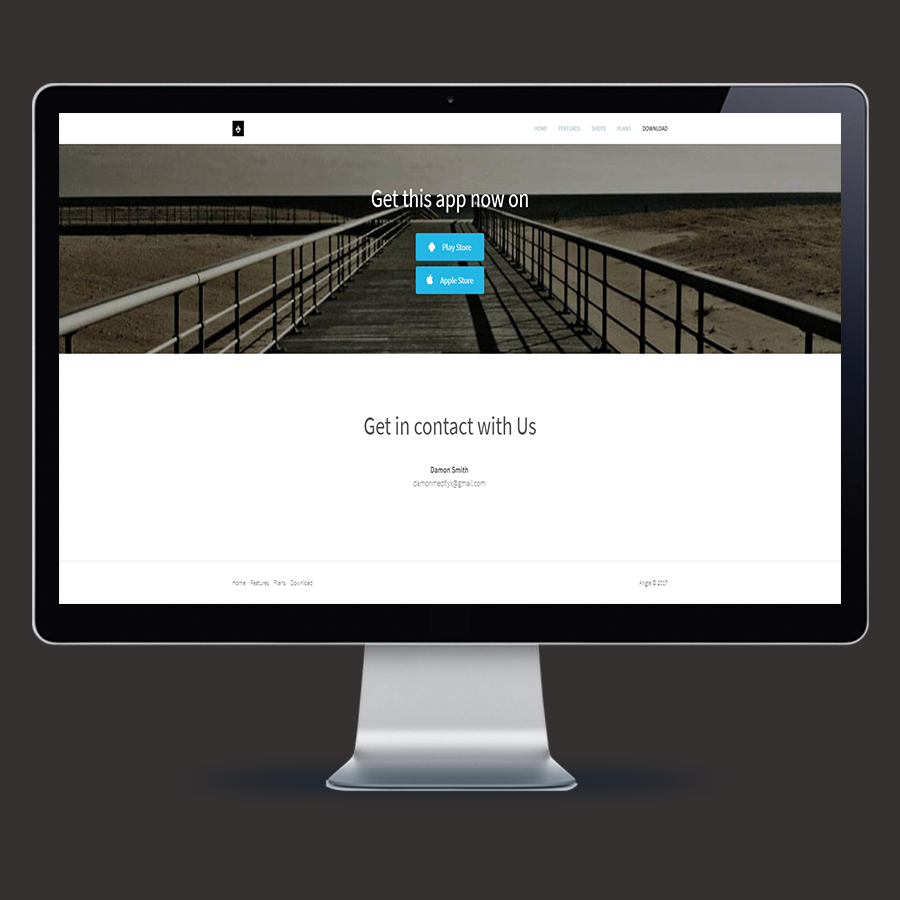 HOME FEATURES SHOTS PLANS DOWNLOAD
Get this app now on
Play Store
Apple Store
Get in contact with Us
Damon Smith
damonmedflyx@gmail.com
Home Features Plans Download
Angle © 2017